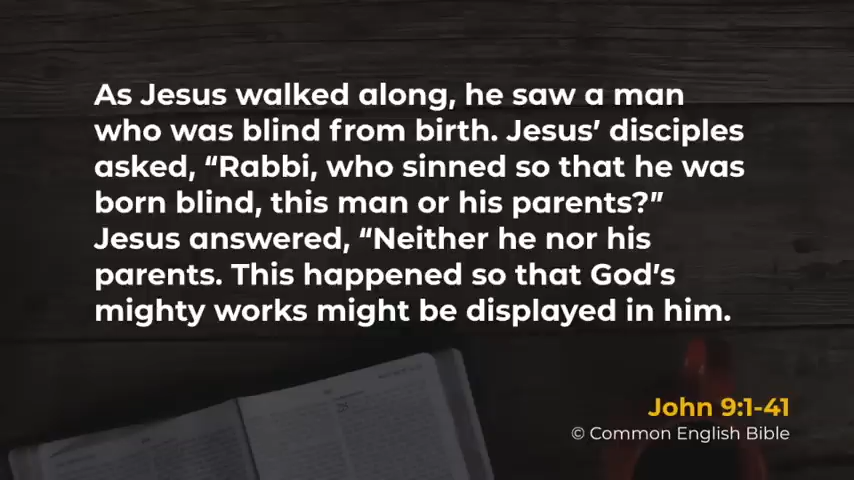 As Jesus walked along, he saw a man
who was blind from birth. Jesus’ disciples
asked, “Rabbi, who sinned so that he was
born blind, this man or his parents?”
Jesus answered, “Neither he nor his
parents. This happened so that God’s
mighty works might be displayed in him.
John 9:1-41
© Common English Bible